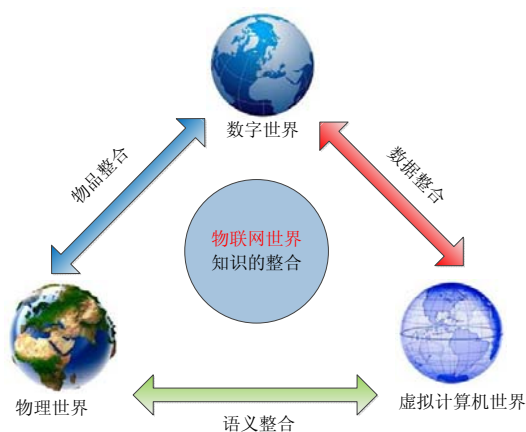 数字世界
物品整合
数据整合
物联网世界
知识的整合
物理世界
虚拟计算机世界
语义整合